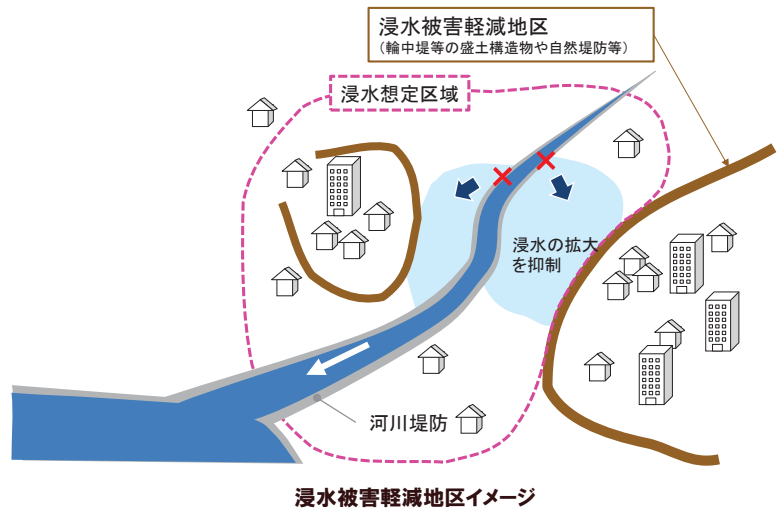 浸水被害軽減地区
（輪中堤等の盛土構造物や自然堤防等）
浸水想定区域
浸水の拡大
を抑制
河川堤防
浸水被害軽減地区イメージ